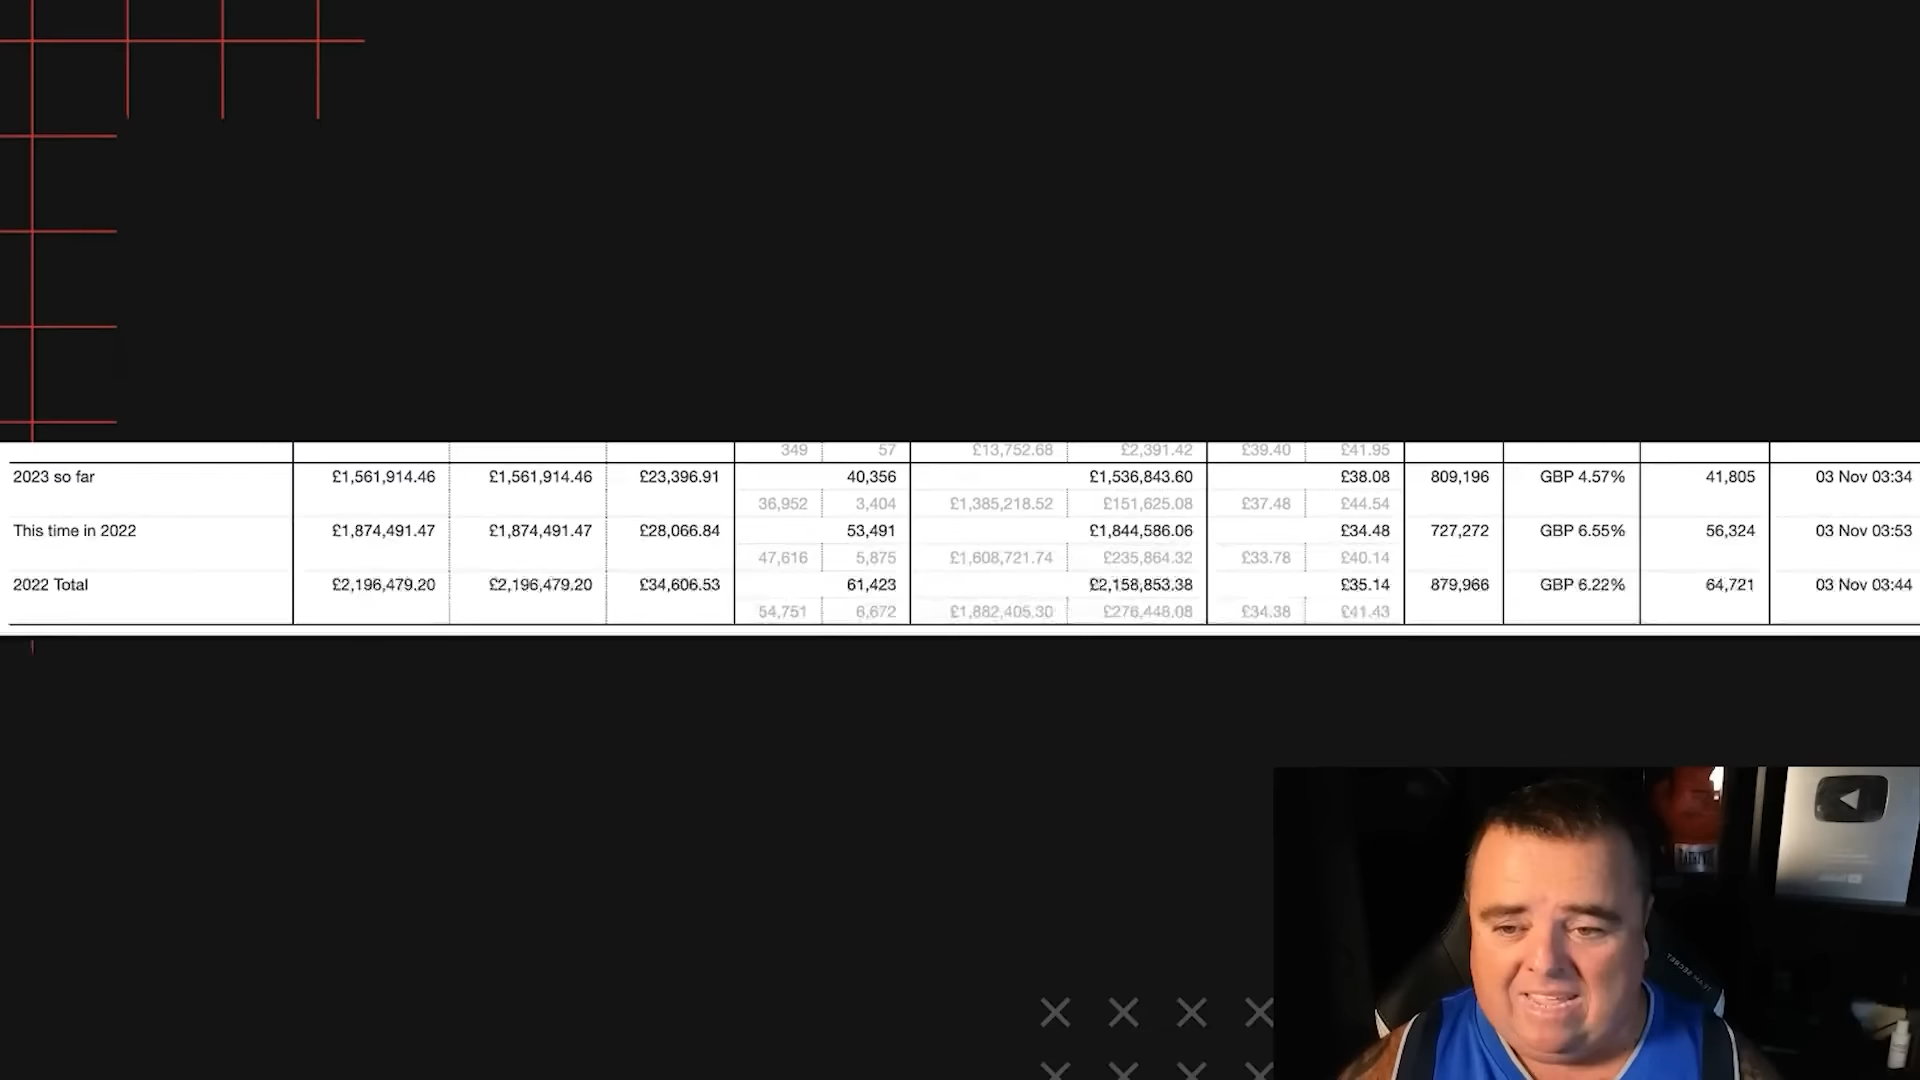 349 57 £13,752.68 £2,391.42 £39.40 £41.95
2023 so far £1,561,914.46 £1,561,914.46 £23,396.91 40,356 £1,536,843.60 £38.08 809,196 GBP 4.57% 41,805 03 Nov 03:34
36,952 3,404 £1,385,218.52 £151,625.08 £37.48 £44.54
This time in 2022 £1,874,491.47 £1,874,491.47 £28,066.84 53,491 £1,844,586.06 £34.48 727,272 GBP 6.55% 56,324 03 Nov 03:53
47,616 5,875 £1,608,721.74 £235,864.32 £33.78 £40.14
2022 Total £2,196,479.20 £2,196,479.20 £34,606.53 61,423 £2,158,853.38 £35.14 879,966 GBP 6.22% 64,721 03 Nov 03:44
54,751 6,672 £1,882,405.30 £276,448.08 £34.38 £41.43